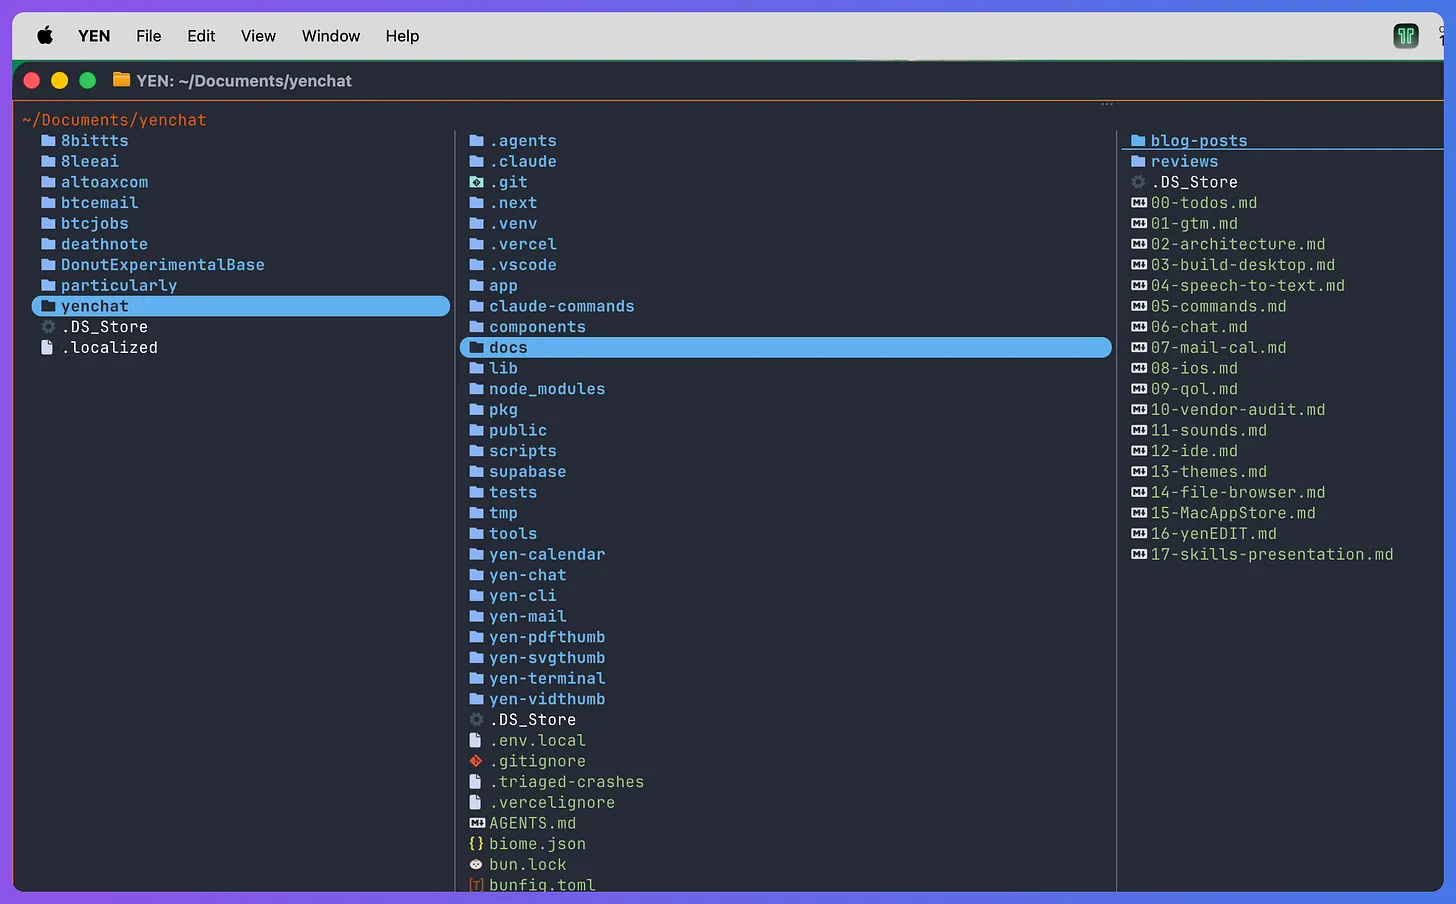 YEN File Edit View Window Help
YEN: ~/Documents/yenchat
~/Documents/yenchat
8bittts
8leeai
altoaxcom
btcemail
btcjobs
deathnote
DonutExperimentalBase
particularly
yenchat
.DS_Store
.localized
.agents
.claude
.git
.next
.venv
.vercel
.vscode
app
claude-commands
components
docs
lib
node_modules
pkg
public
scripts
supabase
tests
tmp
tools
yen-calendar
yen-chat
yen-cli
yen-mail
yen-pdfthumb
yen-svgthumb
yen-terminal
yen-vidthumb
.DS_Store
.env.local
.gitignore
.triaged-crashes
.vercelignore
AGENTS.md
biome.json
bun.lock
bunfig.toml
blog-posts
reviews
.DS_Store
00-todos.md
01-gtm.md
02-architecture.md
03-build-desktop.md
04-speech-to-text.md
05-commands.md
06-chat.md
07-mail-cal.md
08-ios.md
09-qol.md
10-vendor-audit.md
11-sounds.md
12-ide.md
13-themes.md
14-file-browser.md
15-MacAppStore.md
16-yenEDIT.md
17-skills-presentation.md